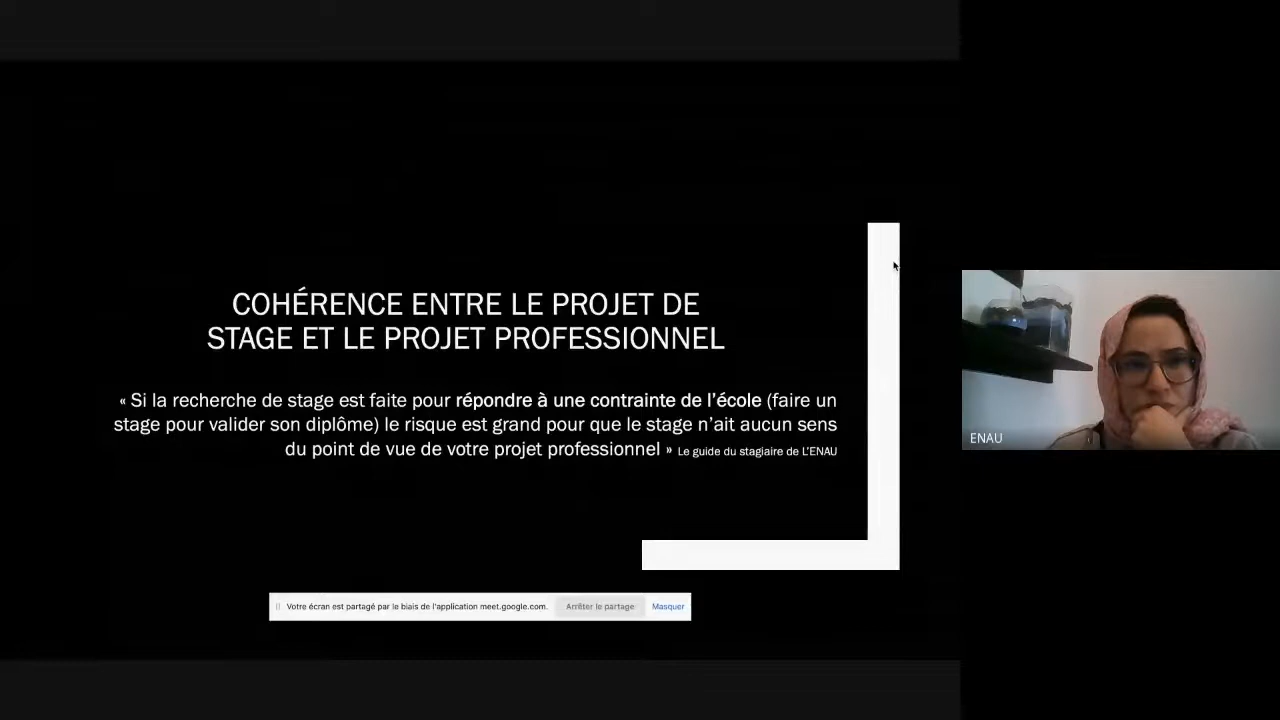 COHÉRENCE ENTRE LE PROJET DE
STAGE ET LE PROJET PROFESSIONNEL
« Si la recherche de stage est faite pour répondre à une contrainte de l’école (faire un
stage pour valider son diplôme) le risque est grand pour que le stage n’ait aucun sens
du point de vue de votre projet professionnel » Le guide du stagiaire de L’ENAU
ENAU
Votre écran est partagé par le biais de l'application meet.google.com. Arrêter le partage Masquer